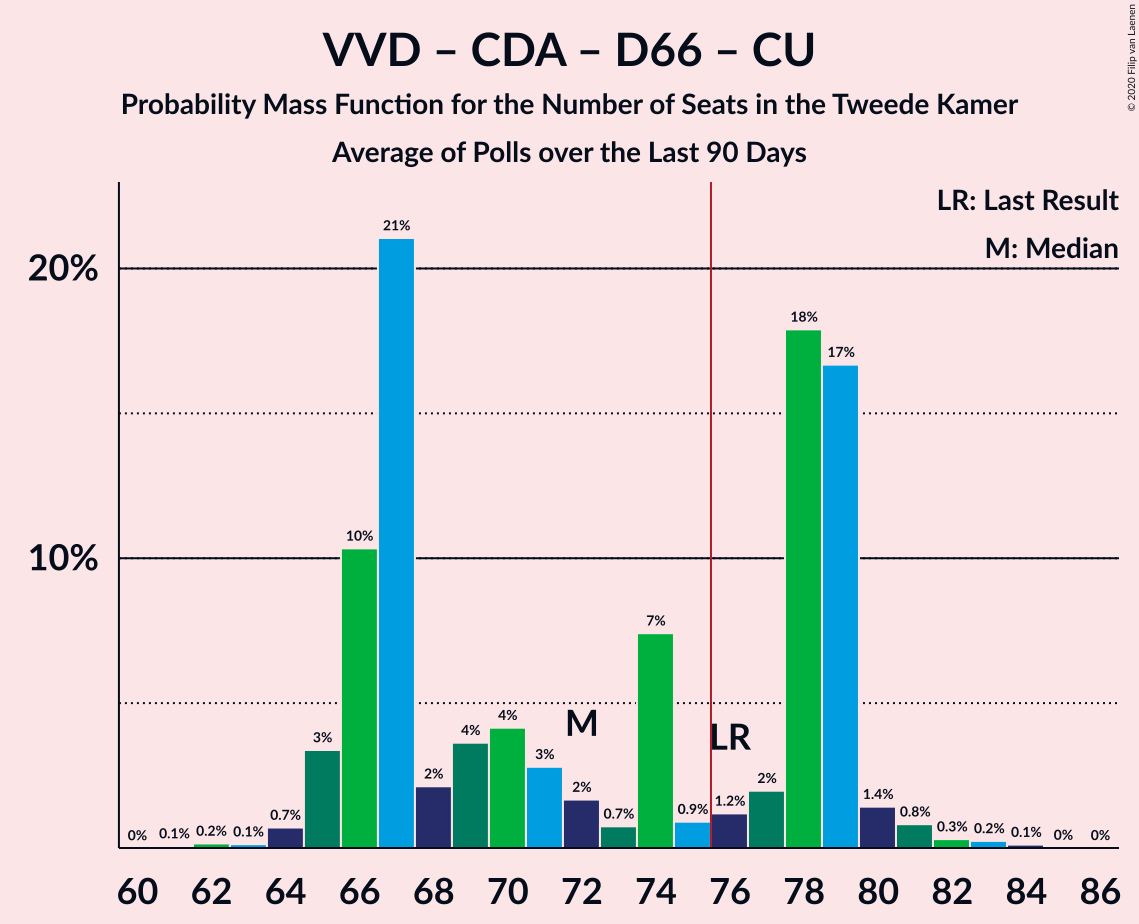 VVD – CDA – D66 – CU
Probability Mass Function for the Number of Seats in the Tweede Kamer
Average of Polls over the Last 90 Days
© 2020 Filip van Laenen
LR: Last Result
M: Median
20%
10%
0% 0.1% 0.2% 0.1% 0.7% 3% 10% 21% 2% 4% 4% 3% 2% 0.7% 7% 0.9% 1.2% 2% 18% 17% 1.4% 0.8% 0.3% 0.2% 0.1% 0% 0%
M
LR
60 62 64 66 68 70 72 74 76 78 80 82 84 86